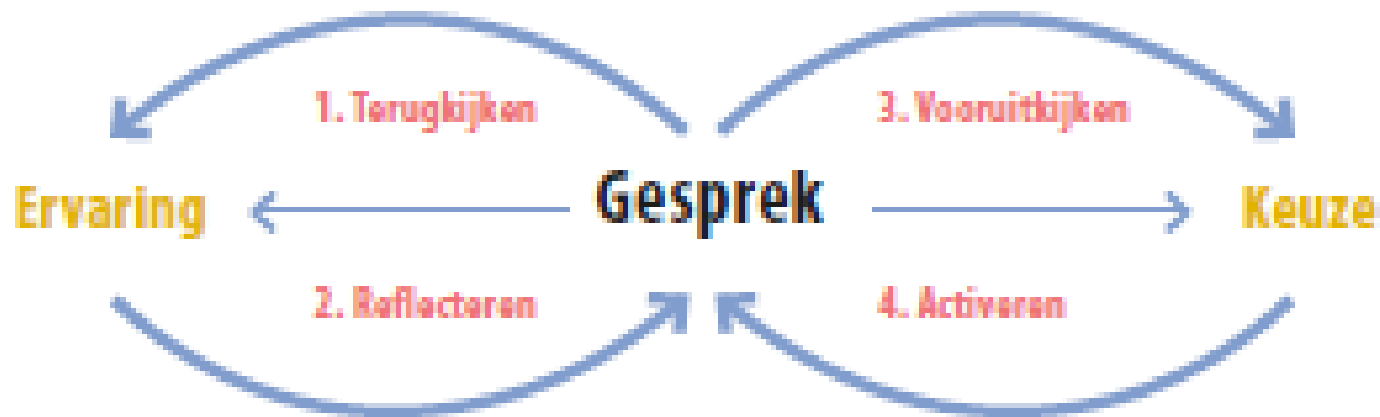 1. Terugkijken
3. Vooruitkijken
Ervaring
Gesprek
Keuze
2. Reflecteren
4. Activeren